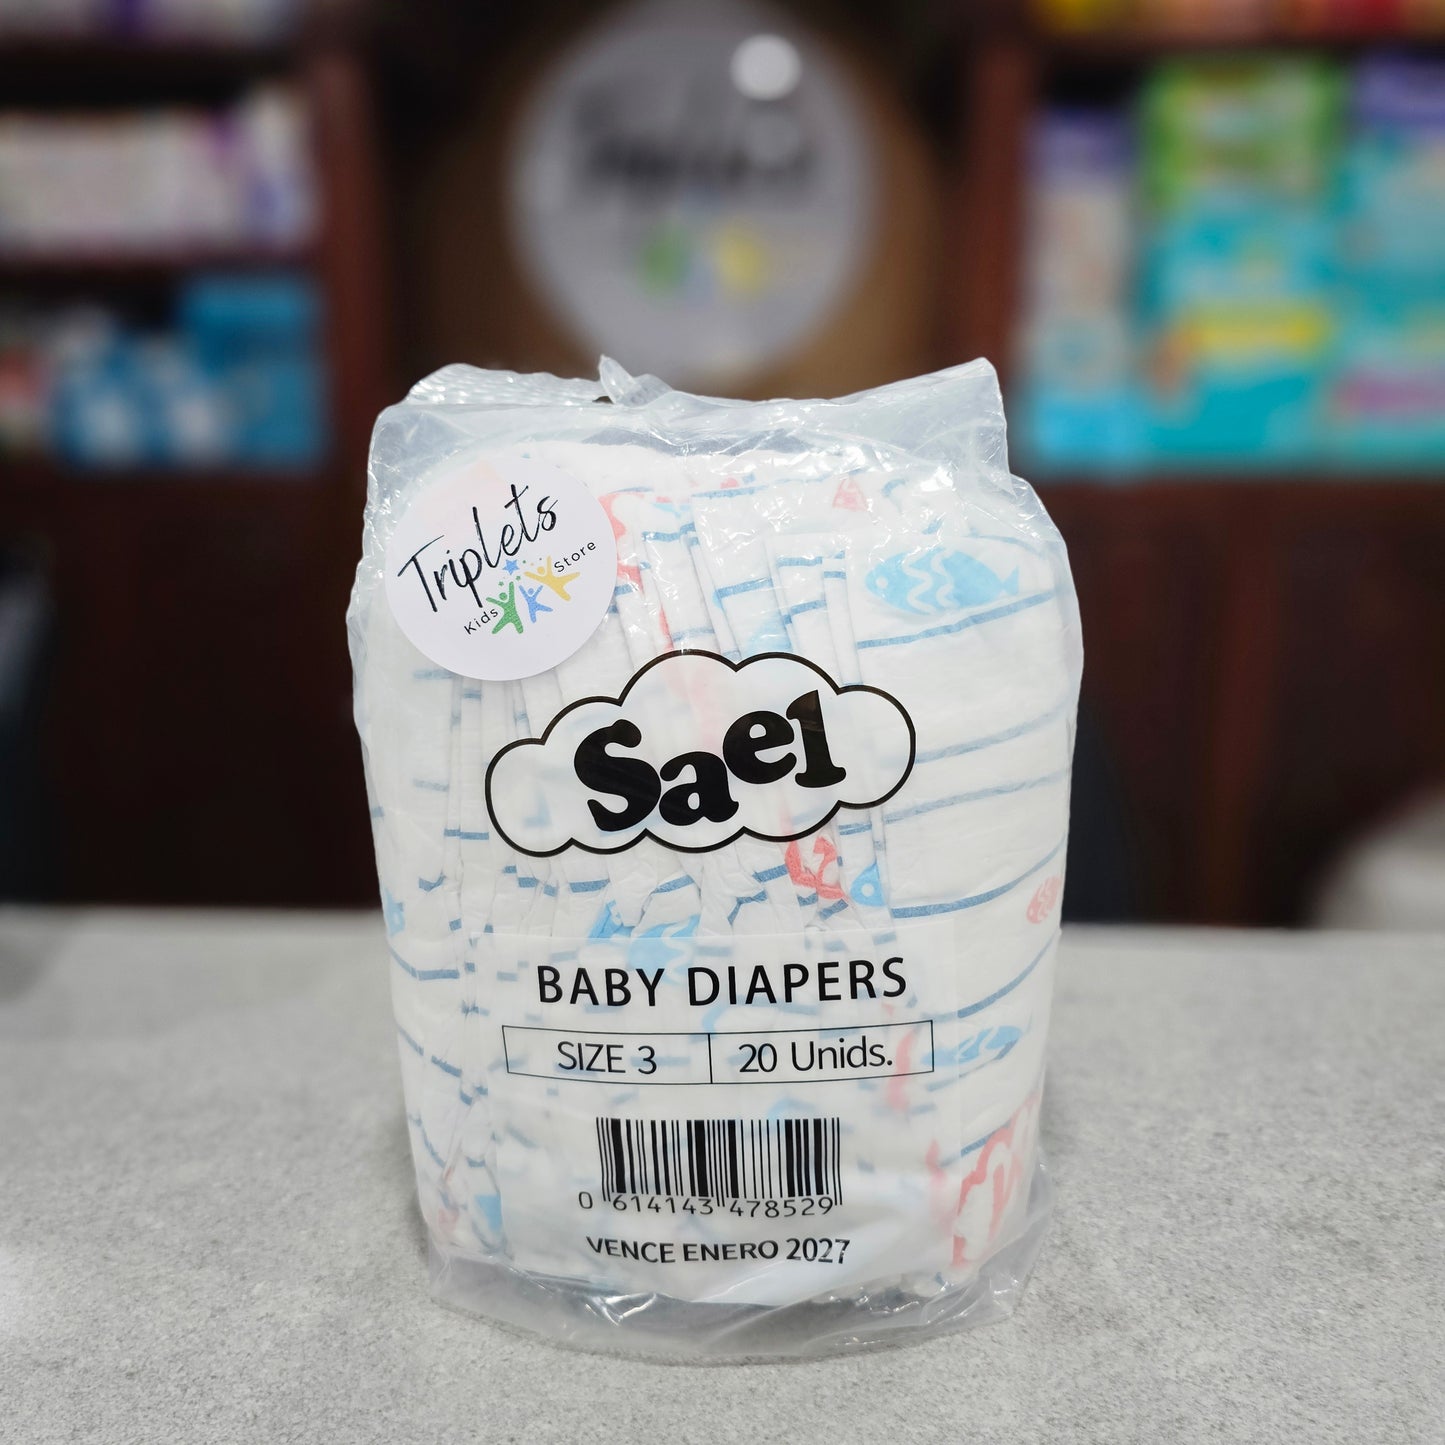 Triplets
Kids Store
Sael
BABY DIAPERS
SIZE 3 20 Unids.
0 614143 478529
VENCE ENERO 2027